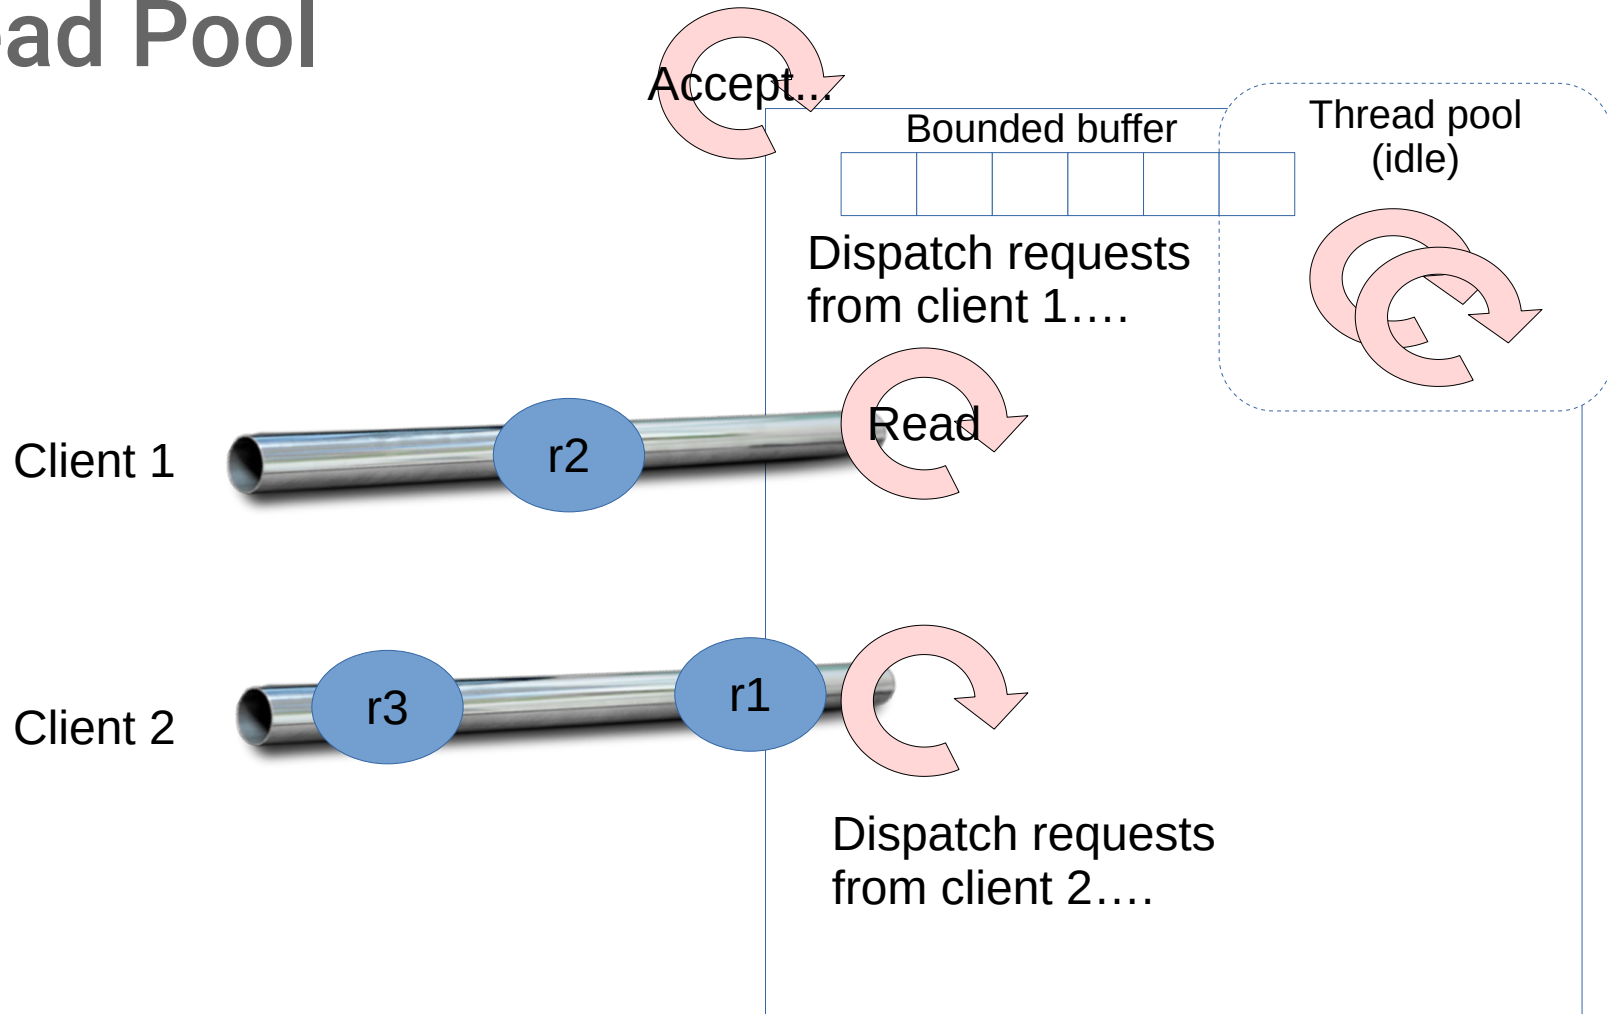 ead Pool
Accept...
Bounded buffer
Thread pool
(idle)
Dispatch requests
from client 1….
Read
Client 1
r2
Client 2
r3
r1
Dispatch requests
from client 2….